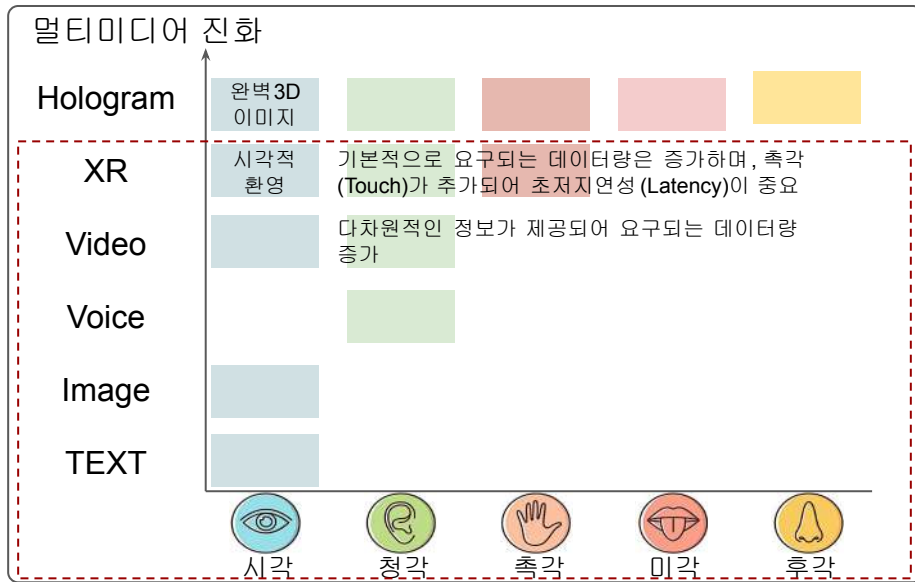 멀티미디어 진화
Hologram
완벽3D
이미지
XR
시각적
환영
기본적으로 요구되는 데이터량은 증가하며, 촉각
(Touch)가 추가되어 초저지연성(Latency)이 중요
Video
다차원적인 정보가 제공되어 요구되는 데이터량
증가
Voice
Image
TEXT
시각 청각 촉각 미각 후각